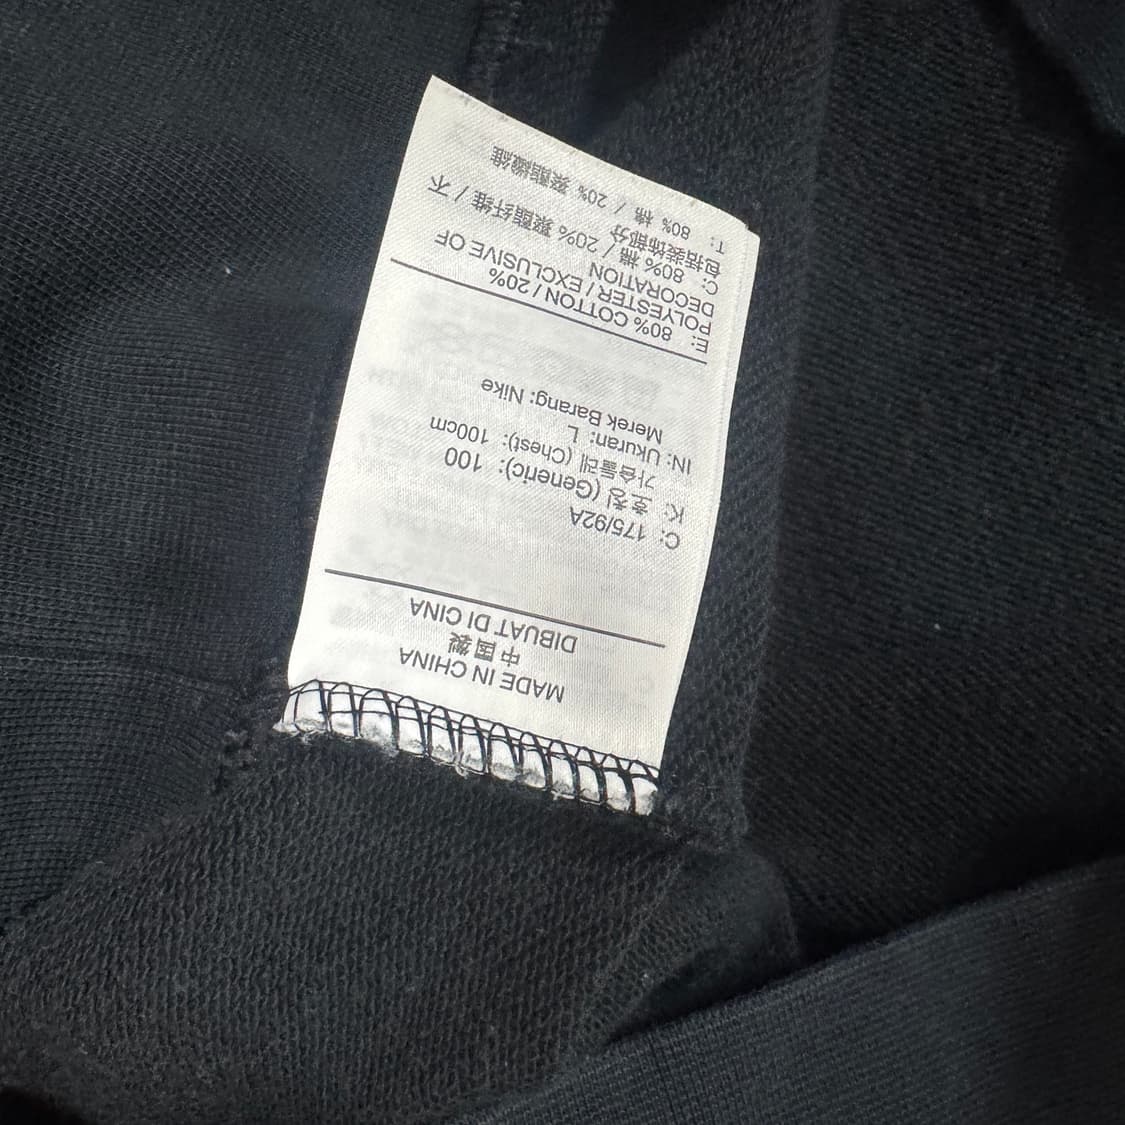 MADE IN CHINA
中国製
DIBUAT DI CINA
C: 175/92A
K: 호칭 (Generic): 100
가슴둘레 (Chest): 100cm
IN: Ukuran: L
Merek Barang: Nike
E: 80% COTTON / 20%
POLYESTER / EXCLUSIVE OF
DECORATION
C: 80% 棉 / 20% 聚酯纤维 / 不
包括装饰部分
T: 80% 棉 / 20% 聚酯纖維